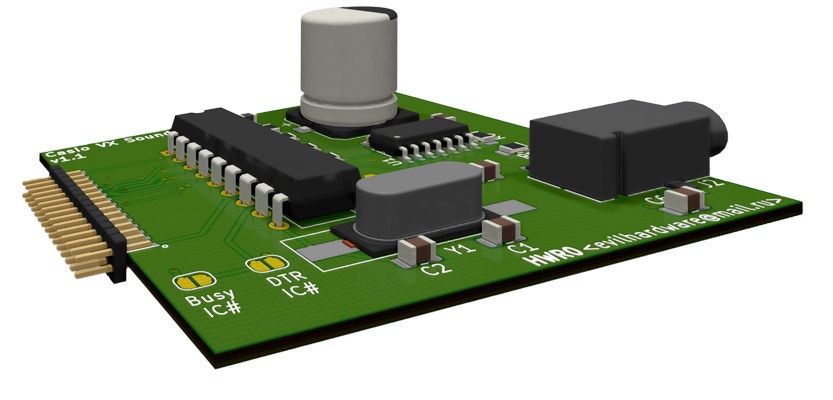 Casio VX Sound
v1.1
Y1
C1
C2
DTR
IC#
Busy
IC#
HWRO <evilhardware@mail.ru>